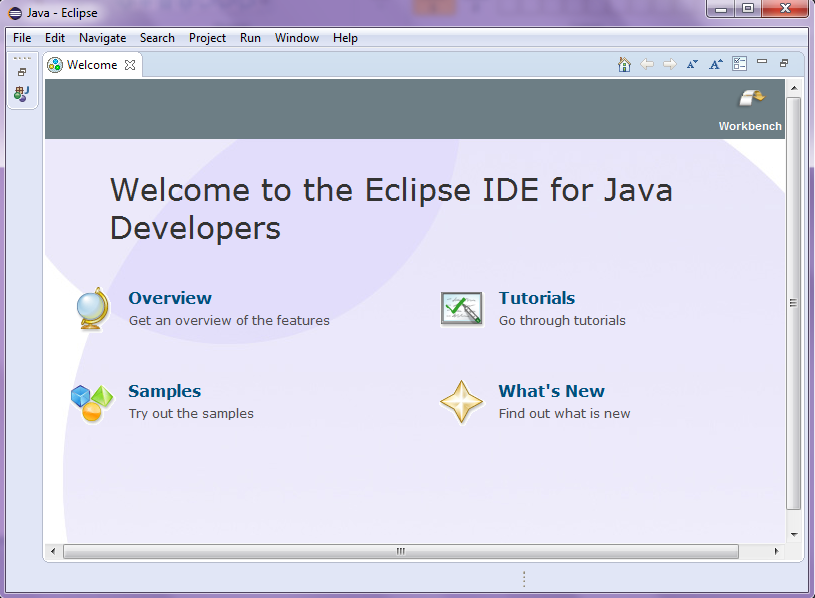 Java - Eclipse
File Edit Navigate Search Project Run Window Help
Welcome
Workbench
Welcome to the Eclipse IDE for Java
Developers
Overview
Get an overview of the features
Tutorials
Go through tutorials
Samples
Try out the samples
What's New
Find out what is new